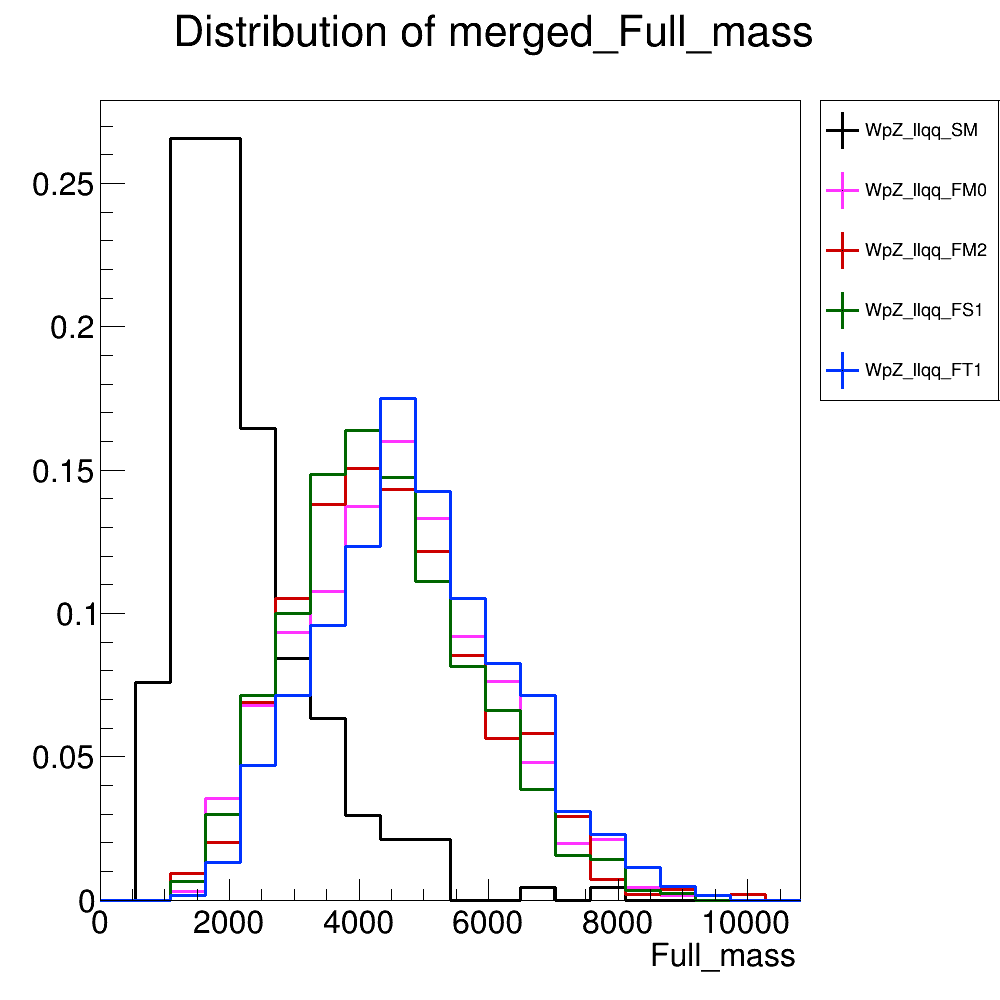 Distribution of merged_Full_mass
WpZ_llqq_SM
WpZ_llqq_FM0
WpZ_llqq_FM2
WpZ_llqq_FS1
WpZ_llqq_FT1
0.25
0.2
0.15
0.1
0.05
0
0 2000 4000 6000 8000 10000
Full_mass